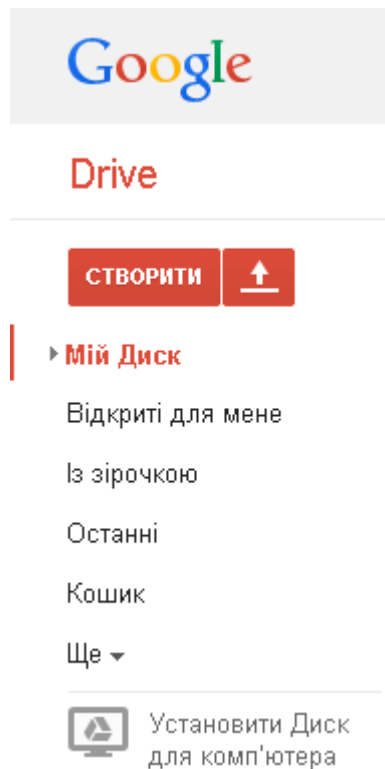 Google
Drive
СТВОРИТИ
Мій Диск
Відкриті для мене
Із зірочкою
Останні
Кошик
Ще
Установити Диск
для комп'ютера